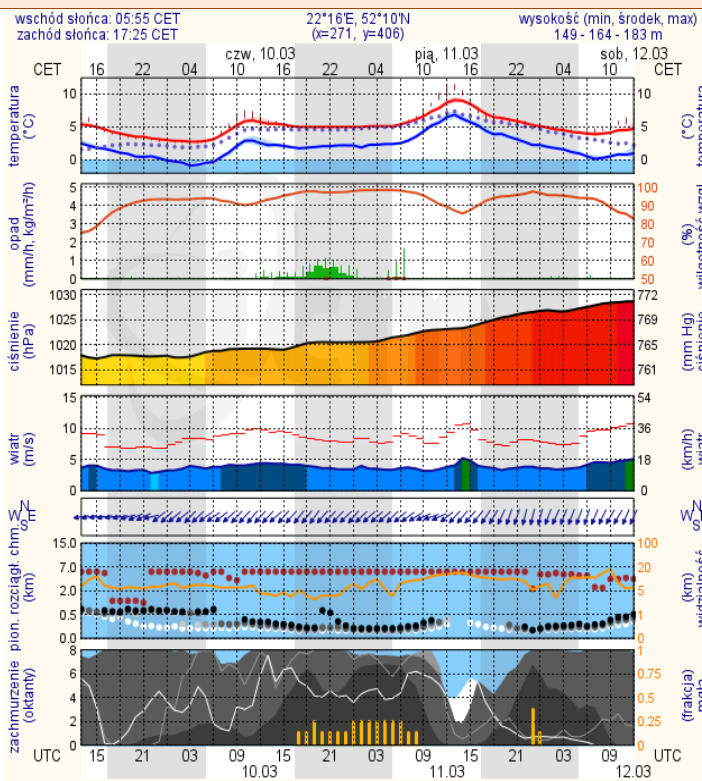 wschód słońca: 05:55 CET 22°16'E, 52°10'N wysokość (min, środek, max)
zachód słońca: 17:25 CET (x=271, y=406) 149 - 164 - 183 m
czw, 10.03 pią, 11.03 sob, 12.03
CET 16 22 04 10 16 22 04 10 16 22 04 10 CET
temperatura
(°C)
10
5
0
10
5
0
(°C)
temperatura
opad
(mm/h, kg/m²/h)
5
4
3
2
1
0
100
90
80
70
60
50
(%)
wilgotność wzgl.
ciśnienie
(hPa)
1030
1025
1020
1015
772
769
765
761
(mm Hg)
ciśnienie
wiatr
(m/s)
15
10
5
0
54
36
18
0
(km/h)
wiatr
N
W E
S
N
W E
S
pion. rozciągł. chm.
(km)
15.0
7.0
2.0
0.5
0.0
100
20
5
1
0
(km)
widzialność
zachmurzenie
(oktanty)
8
6
4
2
0
1
0.75
0.5
0.25
0
(frakcja)
mgła
UTC 15 21 03 09 15 21 03 09 15 21 03 09 UTC
10.03 11.03 12.03